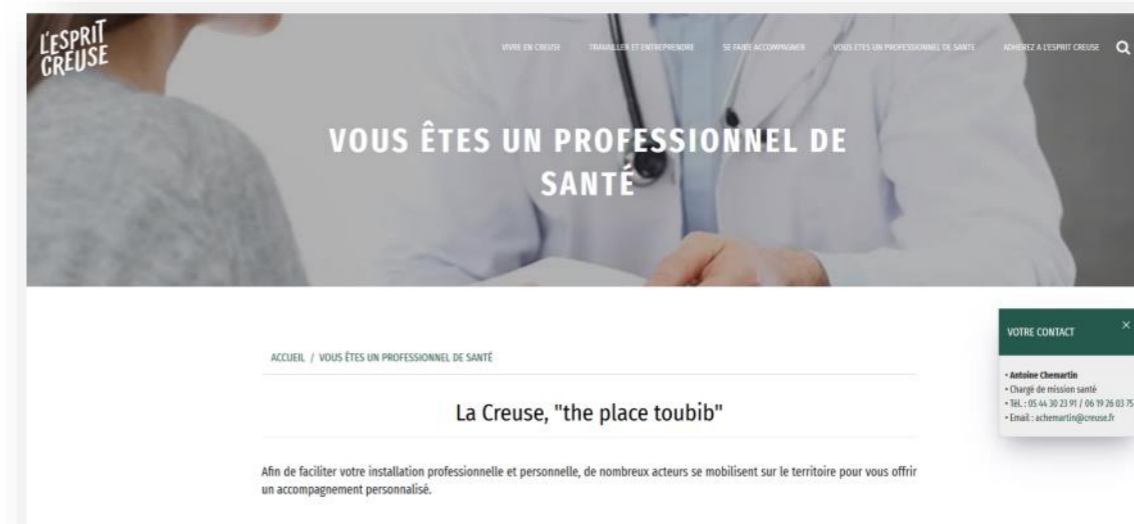 L'ESPRIT
CREUSE
VIVRE EN CREUSE TRAVAILLER ET ENTREPRENDRE SE FAIRE ACCOMPAGNER VOUS ETES UN PROFESSIONNEL DE SANTE ADHEREZ A L'ESPRIT CREUSE
VOUS ÊTES UN PROFESSIONNEL DE
SANTÉ
VOTRE CONTACT ×
• Antoine Chemartin
• Chargé de mission santé
• Tél. : 05 44 30 23 91 / 06 19 26 03 75
• Email : achemartin@creuse.fr
ACCUEIL / VOUS ÊTES UN PROFESSIONNEL DE SANTÉ
La Creuse, "the place toubib"
Afin de faciliter votre installation professionnelle et personnelle, de nombreux acteurs se mobilisent sur le territoire pour vous offrir
un accompagnement personnalisé.